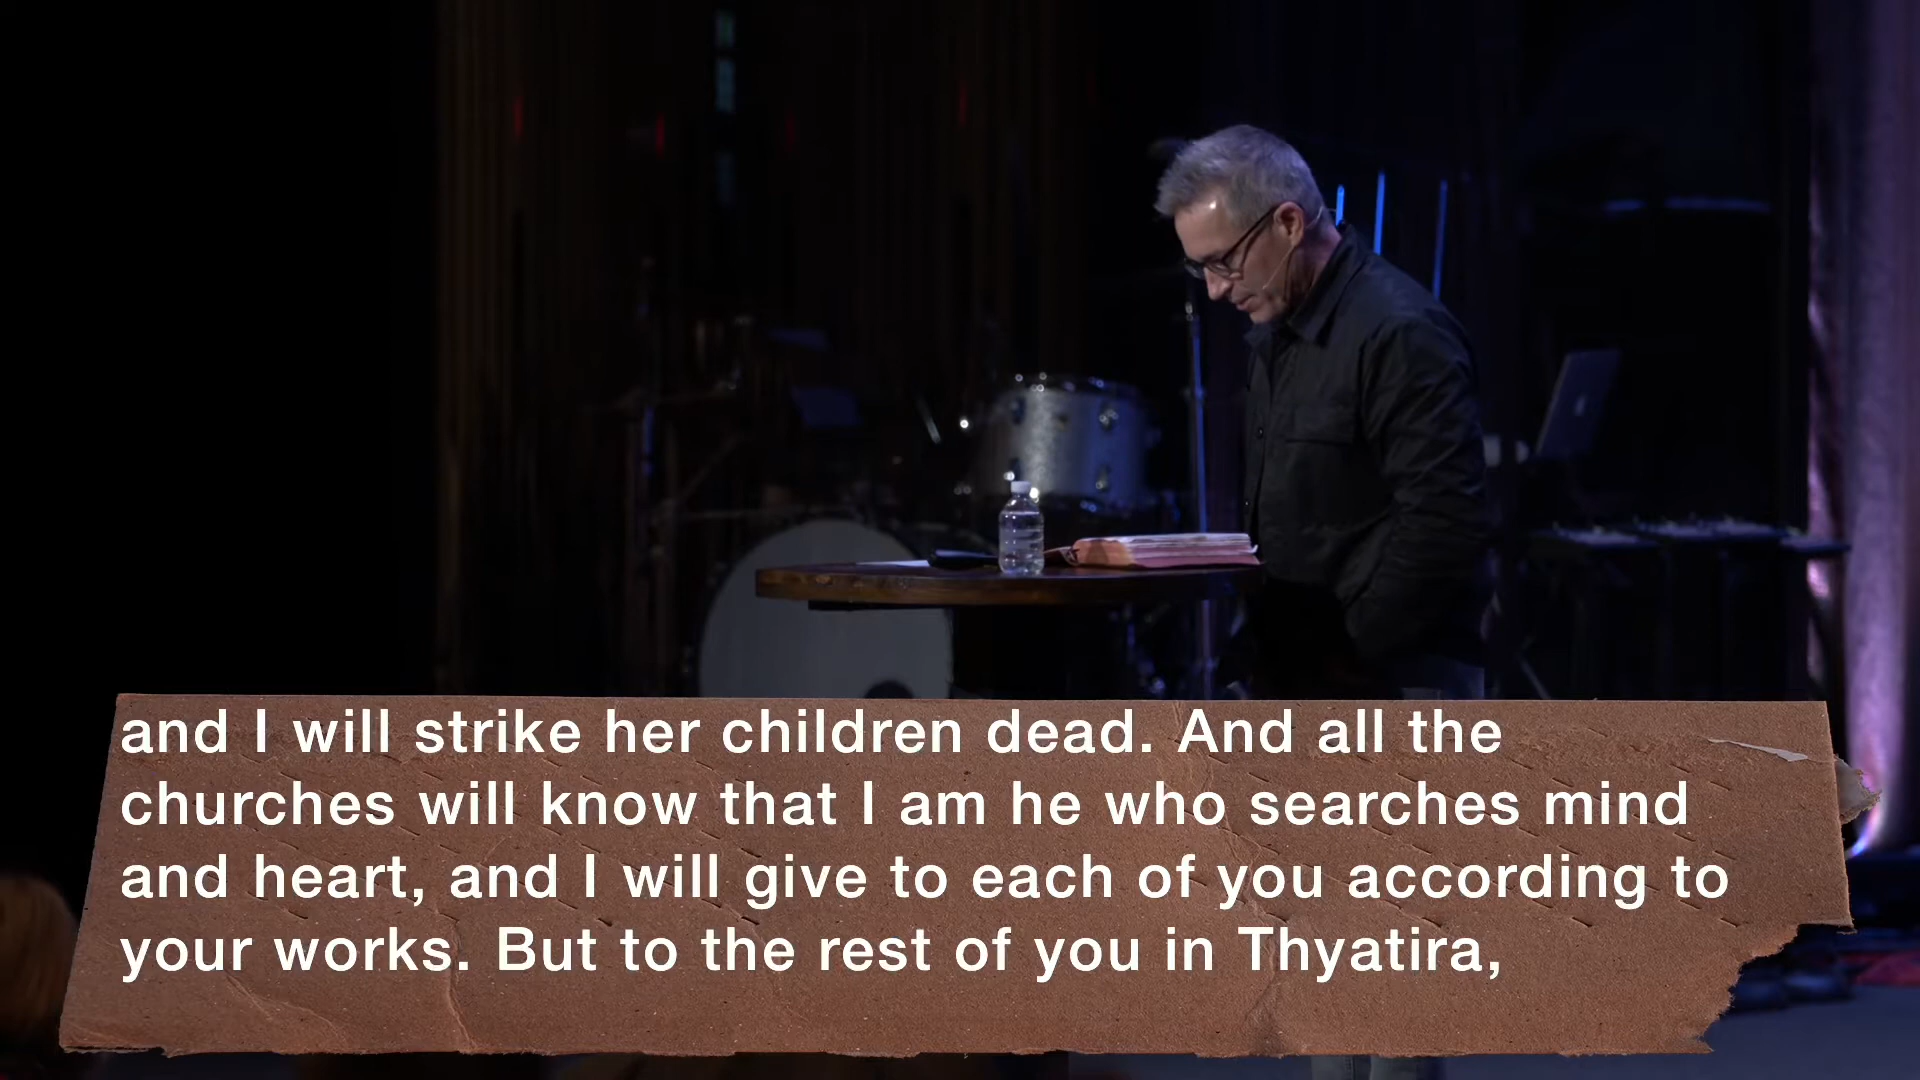 and I will strike her children dead. And all the
churches will know that I am he who searches mind
and heart, and I will give to each of you according to
your works. But to the rest of you in Thyatira,